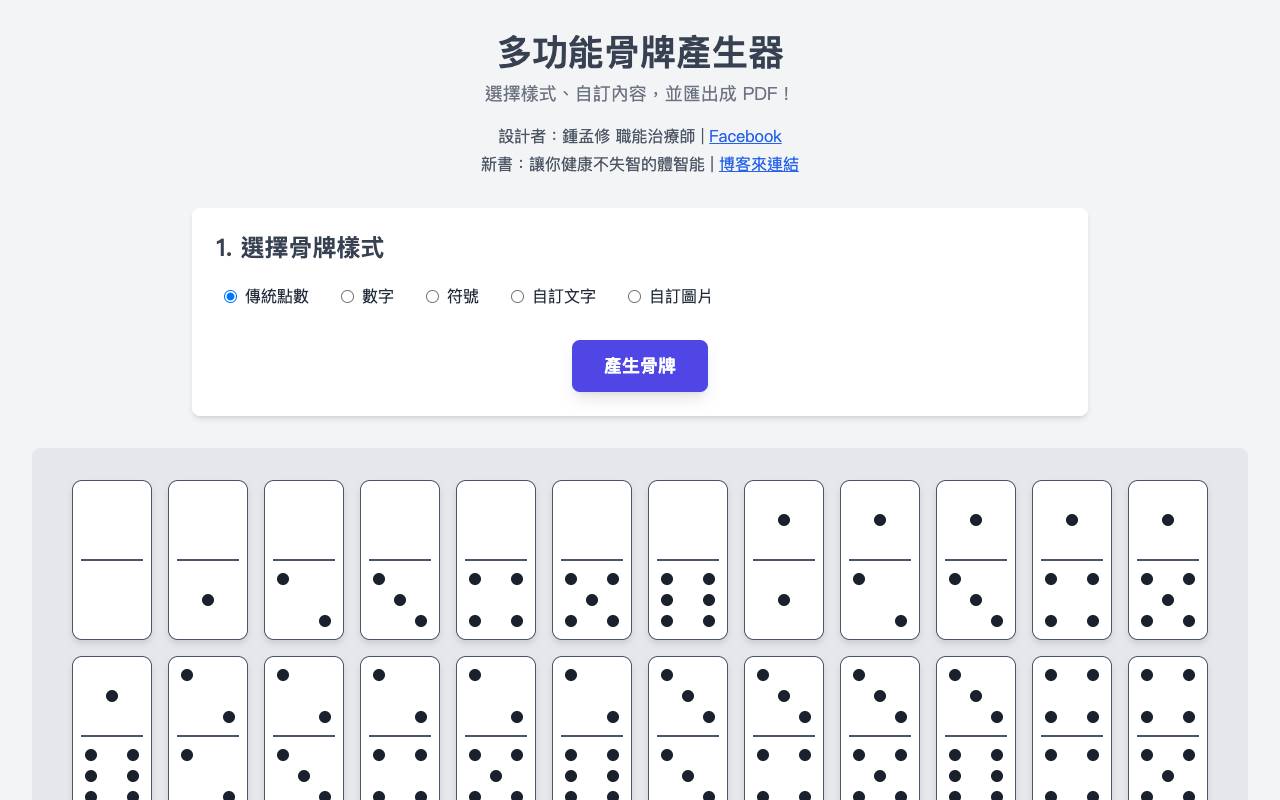 多功能骨牌產生器
選擇樣式、自訂內容，並匯出成 PDF！
設計者：鍾孟修 職能治療師 | Facebook
新書：讓你健康不失智的體智能 | 博客來連結
1. 選擇骨牌樣式
傳統點數 數字 符號 自訂文字 自訂圖片
產生骨牌